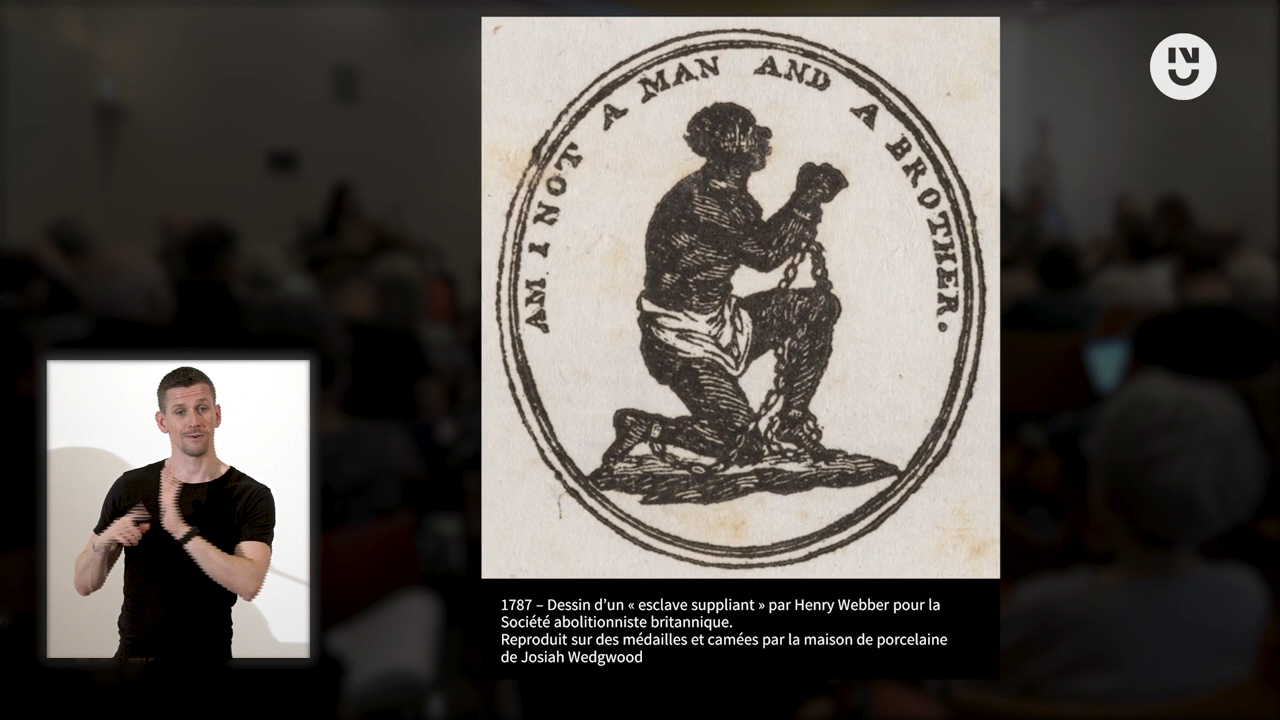 AM I NOT A MAN AND A BROTHER.
1787 – Dessin d’un « esclave suppliant » par Henry Webber pour la
Société abolitionniste britannique.
Reproduit sur des médailles et camées par la maison de porcelaine
de Josiah Wedgwood